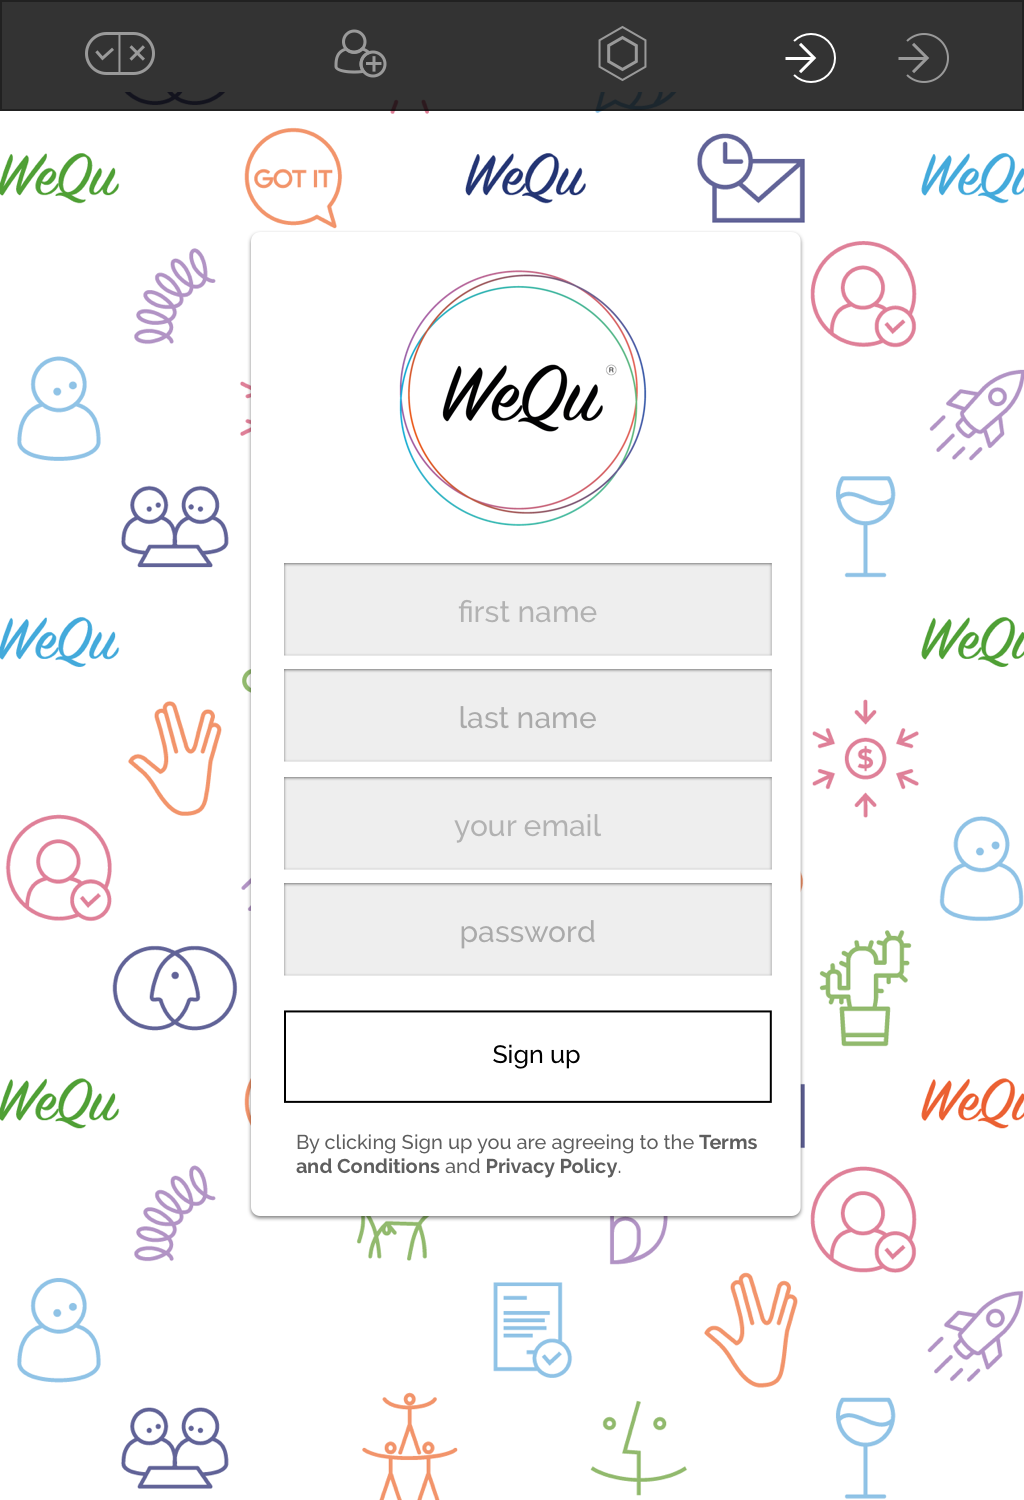 WeQu
GOT IT
WeQu
WeQu
WeQu ®
first name
WeQu
WeQu
last name
$
your email
password
Sign up
WeQu
WeQu
By clicking Sign up you are agreeing to the Terms
and Conditions and Privacy Policy.